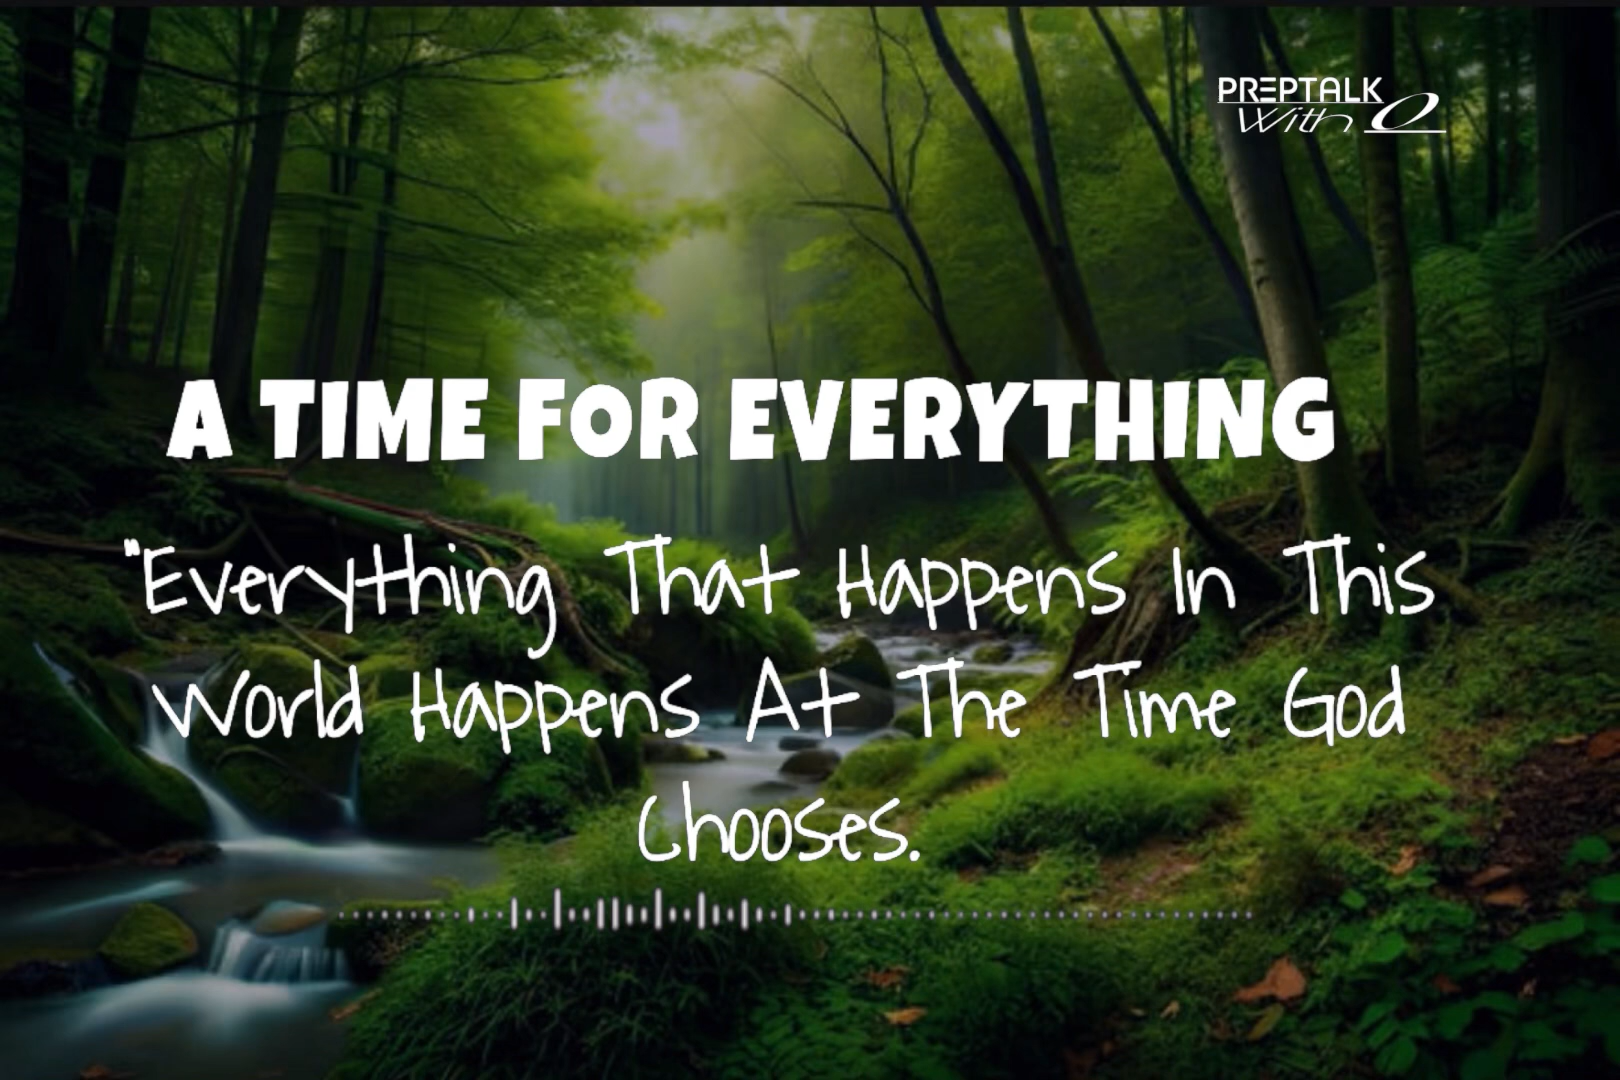 PREPTALK
With e
A TIME FOR EVERYTHING
"Everything That Happens In This
World Happens At The Time God
Chooses.